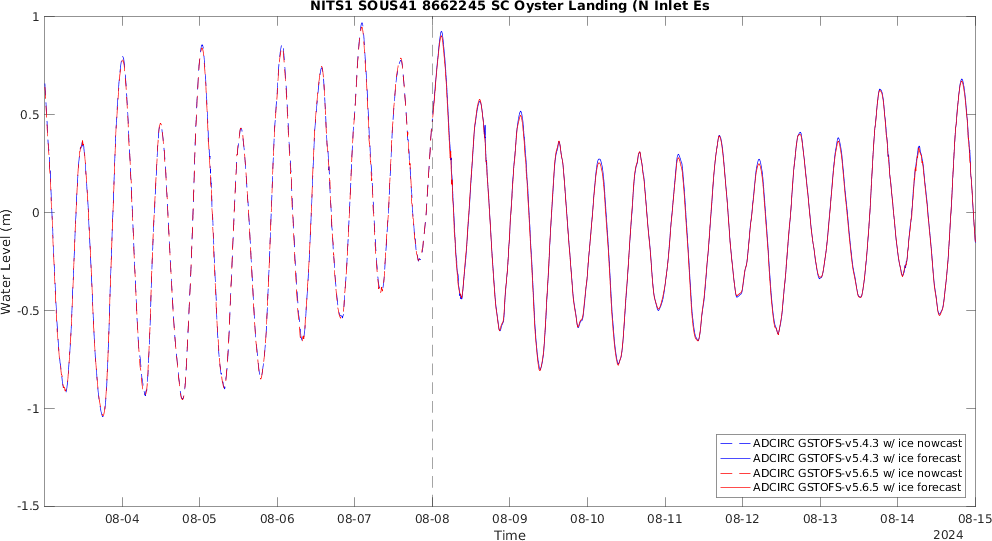 NITS1 SOUS41 8662245 SC Oyster Landing (N Inlet Es
1
0.5
0
-0.5
-1
-1.5
Water Level (m)
08-04
08-05
08-06
08-07
08-08
08-09
08-10
08-11
08-12
08-13
08-14
08-15
Time
2024
ADCIRC GSTOFS-v5.4.3 w/ ice nowcast
ADCIRC GSTOFS-v5.4.3 w/ ice forecast
ADCIRC GSTOFS-v5.6.5 w/ ice nowcast
ADCIRC GSTOFS-v5.6.5 w/ ice forecast